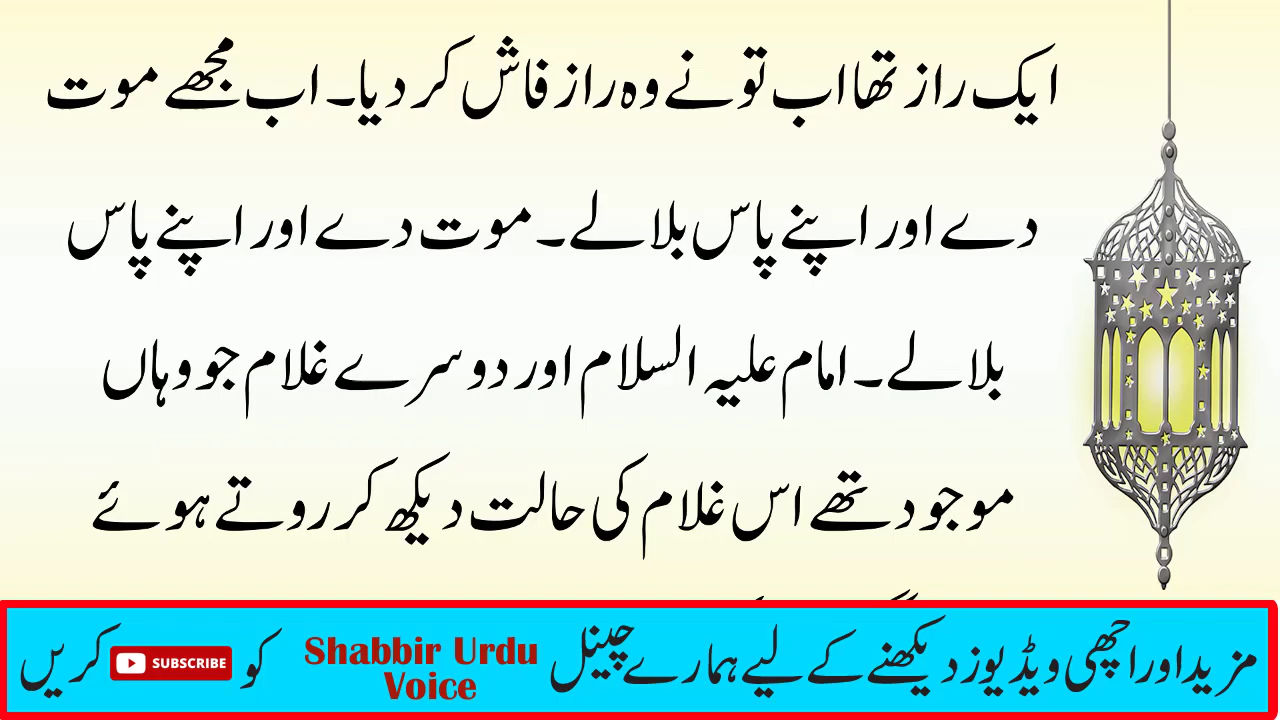 ایک راز تھا اب تو نے وہ راز فاش کر دیا۔ اب مجھے موت
دے اور اپنے پاس بلا لے۔ موت دے اور اپنے پاس
بلا لے۔ امام علیہ السلام اور دوسرے غلام جو وہاں
موجود تھے اس غلام کی حالت دیکھ کر روتے ہوئے
مزید اور اچھی ویڈیوز دیکھنے کے لیے ہمارے چینل Shabbir Urdu Voice کو SUBSCRIBE کریں